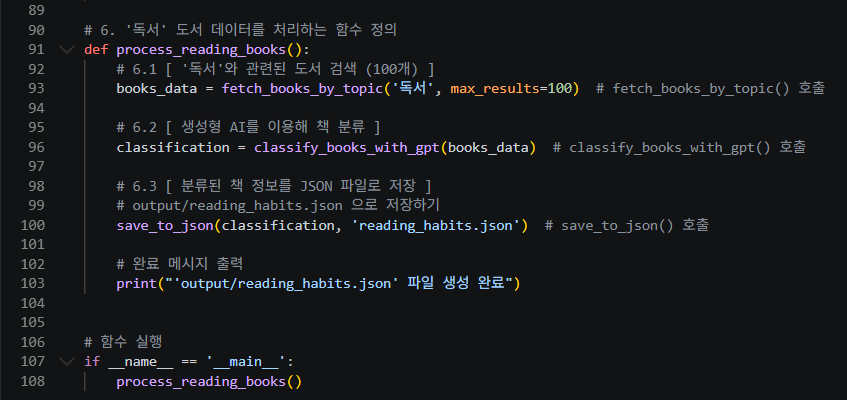 89
90 # 6. '독서' 도서 데이터를 처리하는 함수 정의
91 def process_reading_books():
92     # 6.1 [ '독서'와 관련된 도서 검색 (100개) ]
93     books_data = fetch_books_by_topic('독서', max_results=100)  # fetch_books_by_topic() 호출
94
95     # 6.2 [ 생성형 AI를 이용해 책 분류 ]
96     classification = classify_books_with_gpt(books_data)  # classify_books_with_gpt() 호출
97
98     # 6.3 [ 분류된 책 정보를 JSON 파일로 저장 ]
99     # output/reading_habits.json 으로 저장하기
100     save_to_json(classification, 'reading_habits.json')  # save_to_json() 호출
101
102     # 완료 메시지 출력
103     print("'output/reading_habits.json' 파일 생성 완료")
104
105
106 # 함수 실행
107 if __name__ == '__main__':
108     process_reading_books()